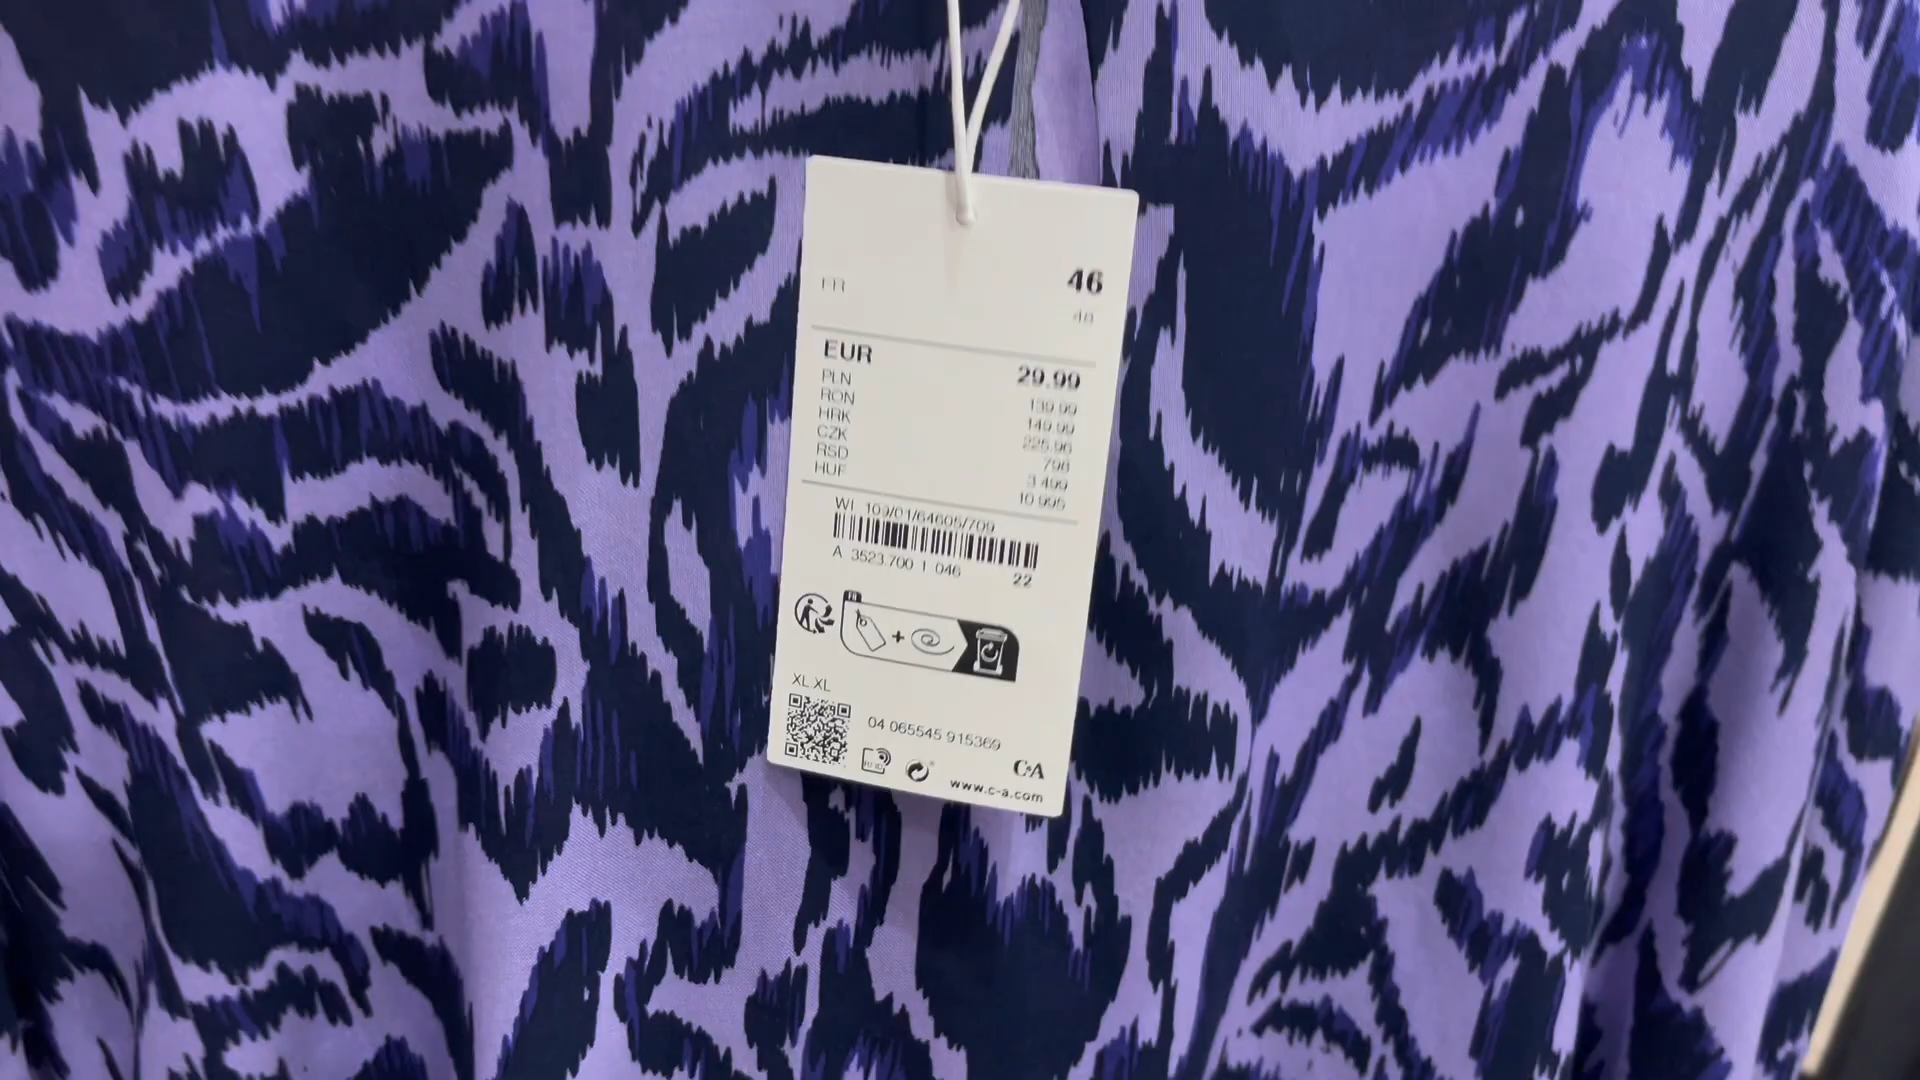 46
FR 48
EUR 29.99
PLN 139.99
RON 149.99
HRK 225.96
CZK 798
RSD 3 499
HUF 10 995
WI 109/01/64605/709
A 3523.700 1 046 22
FR
+
XL XL
04 065545 915369
RFID
C&A
www.c-a.com